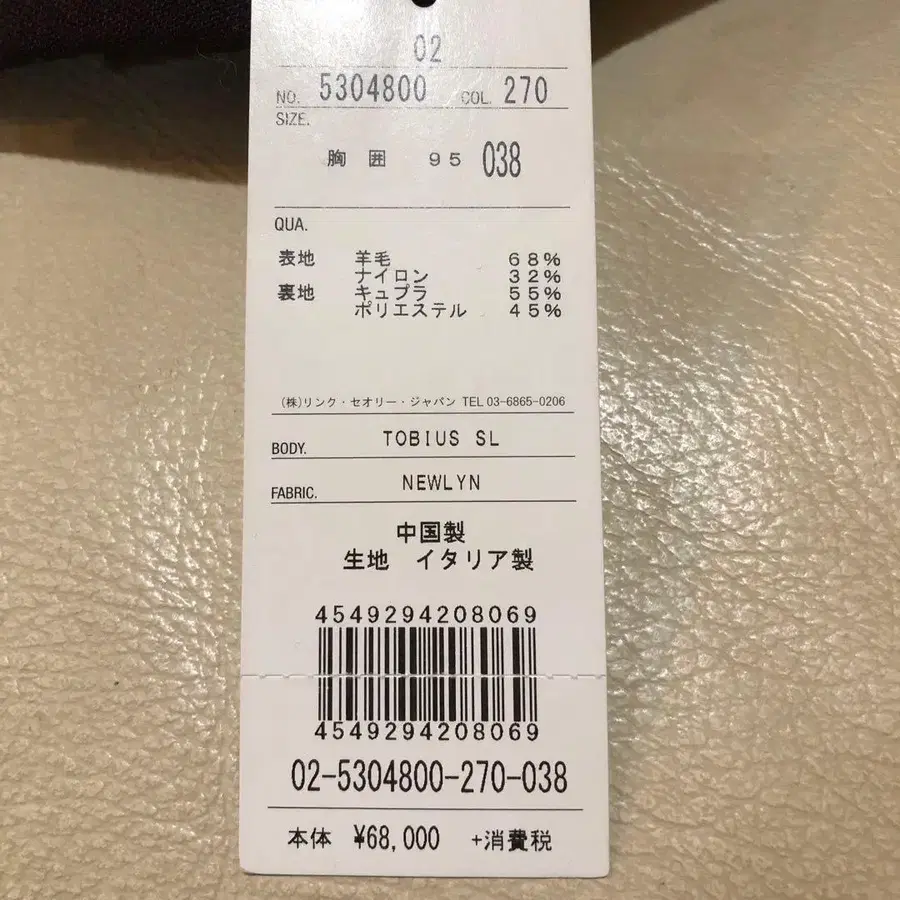 02
NO. 5304800 COL. 270
SIZE.
胸囲 95 038
QUA.
表地 羊毛 68%
ナイロン 32%
裏地 キュプラ 55%
ポリエステル 45%
(株)リンク・セオリー・ジャパン TEL 03-6865-0206
BODY. TOBIUS SL
FABRIC. NEWLYN
中国製
生地 イタリア製
4549294208069
4549294208069
02-5304800-270-038
本体 ¥68,000 +消費税